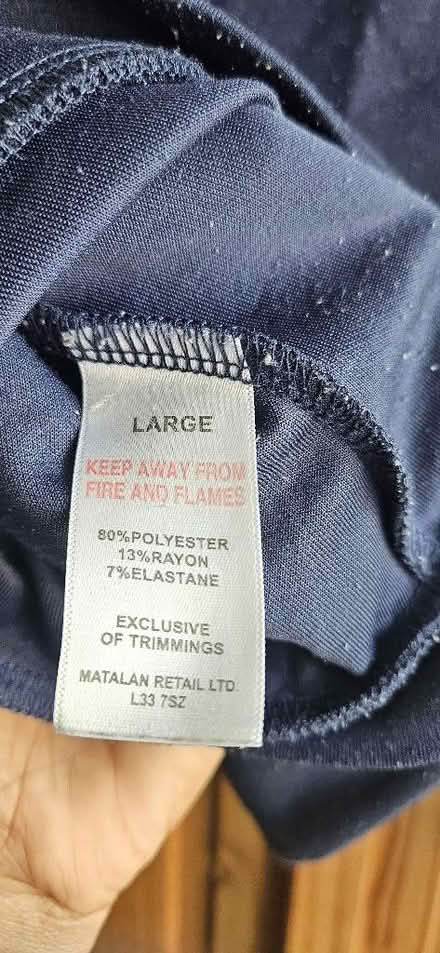 LARGE
KEEP AWAY FROM
FIRE AND FLAMES
80%POLYESTER
13%RAYON
7%ELASTANE
EXCLUSIVE
OF TRIMMINGS
MATALAN RETAIL LTD.
L33 7SZ